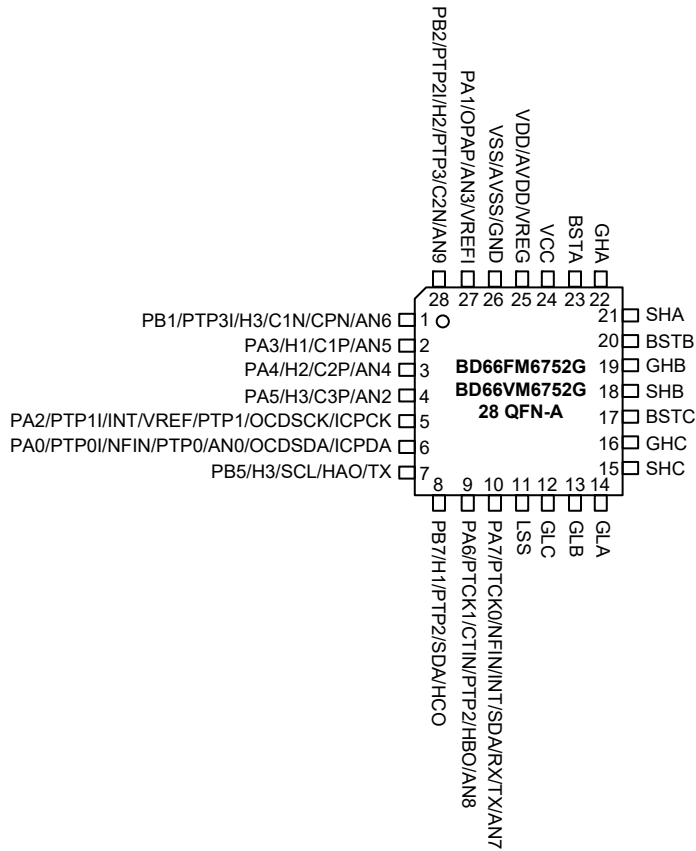 PB2/PTP2I/H2/PTP3/C2N/AN9
PA1/OPAP/AN3/VREFI
VSS/AVSS/GND
VDD/AVDD/VREG
VCC
BSTA
GHA
28 27 26 25 24 23 22
PB1/PTP3I/H3/C1N/CPN/AN6 1
PA3/H1/C1P/AN5 2
PA4/H2/C2P/AN4 3
PA5/H3/C3P/AN2 4
PA2/PTP1I/INT/VREF/PTP1/OCDSCK/ICPCK 5
PA0/PTP0I/NFIN/PTP0/AN0/OCDSDA/ICPDA 6
PB5/H3/SCL/HAO/TX 7
BD66FM6752G
BD66VM6752G
28 QFN-A
21 SHA
20 BSTB
19 GHB
18 SHB
17 BSTC
16 GHC
15 SHC
8 9 10 11 12 13 14
PB7/H1/PTP2/SDA/HCO
PA6/PTCK1/CTIN/PTP2/HBO/AN8
PA7/PTCK0/NFIN/INT/SDA/RX/TX/AN7
LSS
GLC
GLB
GLA